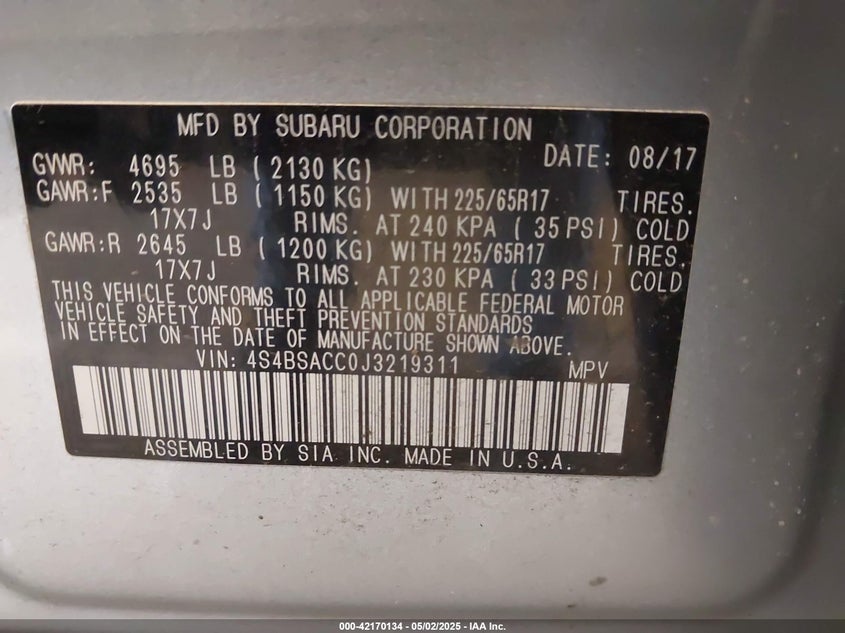 MFD BY SUBARU CORPORATION
GVWR: 4695 LB ( 2130 KG) DATE: 08/17
GAWR:F 2535 LB ( 1150 KG) WITH 225/65R17 TIRES.
17X7J RIMS. AT 240 KPA ( 35 PSI) COLD
GAWR:R 2645 LB ( 1200 KG) WITH 225/65R17 TIRES.
17X7J RIMS. AT 230 KPA ( 33 PSI) COLD
THIS VEHICLE CONFORMS TO ALL APPLICABLE FEDERAL MOTOR
VEHICLE SAFETY AND THEFT PREVENTION STANDARDS
IN EFFECT ON THE DATE OF MANUFACTURE SHOWN ABOVE.
VIN: 4S4BSACC0J3219311 MPV
ASSEMBLED BY SIA INC. MADE IN U.S.A.
000-42170134 - 05/02/2025 - IAA Inc.